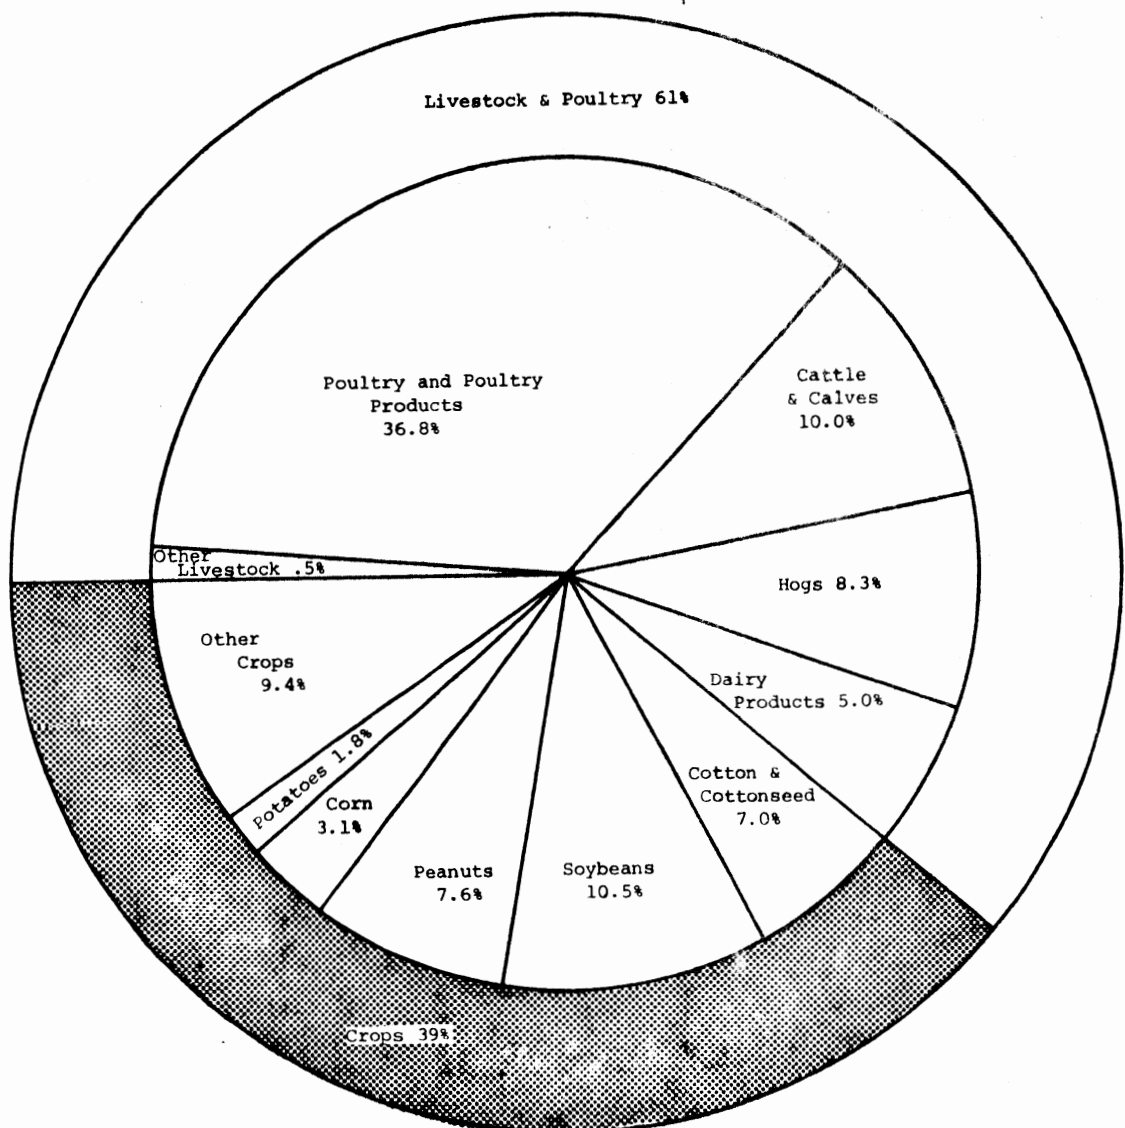 Livestock & Poultry 61%
Poultry and Poultry
Products
36.8%
Cattle
& Calves
10.0%
Other
Livestock .5%
Hogs 8.3%
Other
Crops
9.4%
Dairy
Products 5.0%
Potatoes 1.8%
Corn
3.1%
Cotton &
Cottonseed
7.0%
Peanuts
7.6%
Soybeans
10.5%
Crops 39%